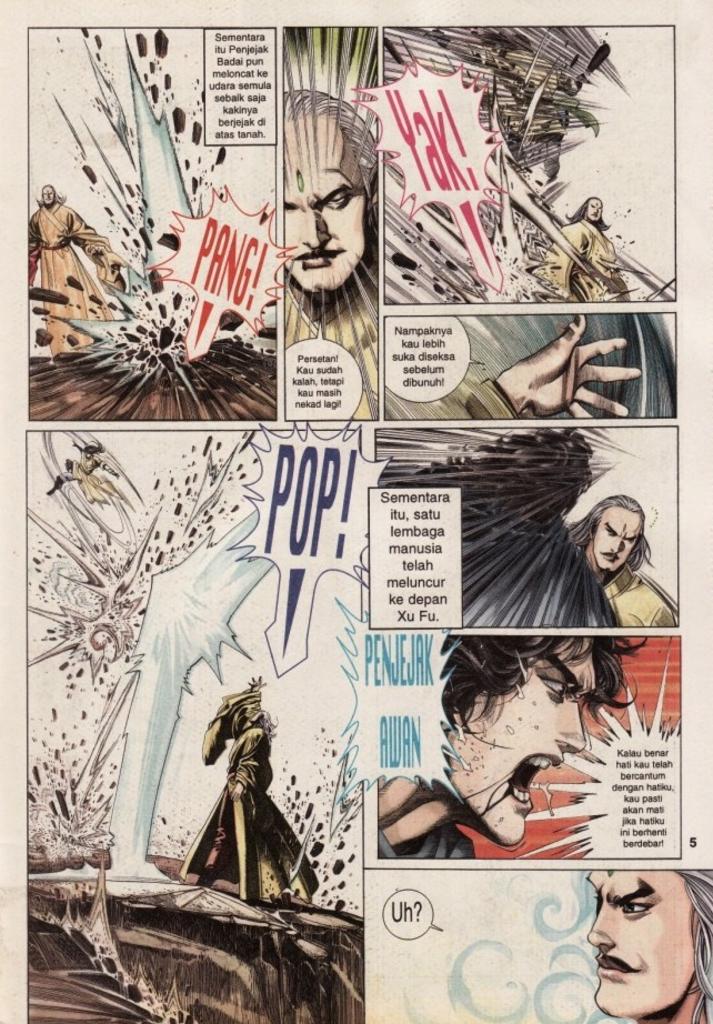 Sementara
itu Penjejak
Badai pun
meloncat ke
udara semula
sebaik saja
kakinya
berjejak di
atas tanah.
PANG!
Persetan!
Kau sudah
kalah, tetapi
kau masih
nekad lagi!
Yak!
Nampaknya
kau lebih
suka diseksa
sebelum
dibunuh!
POP!
Sementara
itu, satu
lembaga
manusia
telah
meluncur
ke depan
Xu Fu.
PENJEJAK
AWAN
Kalau benar
hati kau telah
bercantum
dengan hatiku,
kau pasti
akan mati
jika hatiku
ini berhenti
berdebar!
5
Uh?